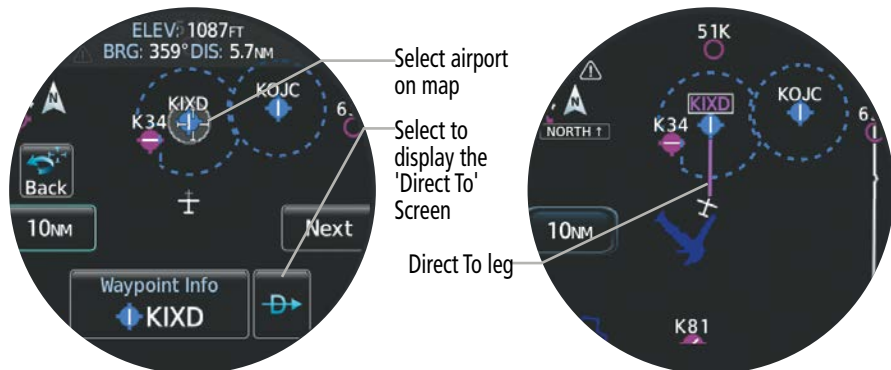 ELEV: 1087FT
BRG: 359° DIS: 5.7NM
N
KIXD
KOJC
K34
6
Back
10NM
Next
Waypoint Info
KIXD
D
Select airport
on map
Select to
display the
'Direct To'
Screen
Direct To leg
51K
N
NORTH ↑
KIXD
KOJC
K34
6
10NM
K81